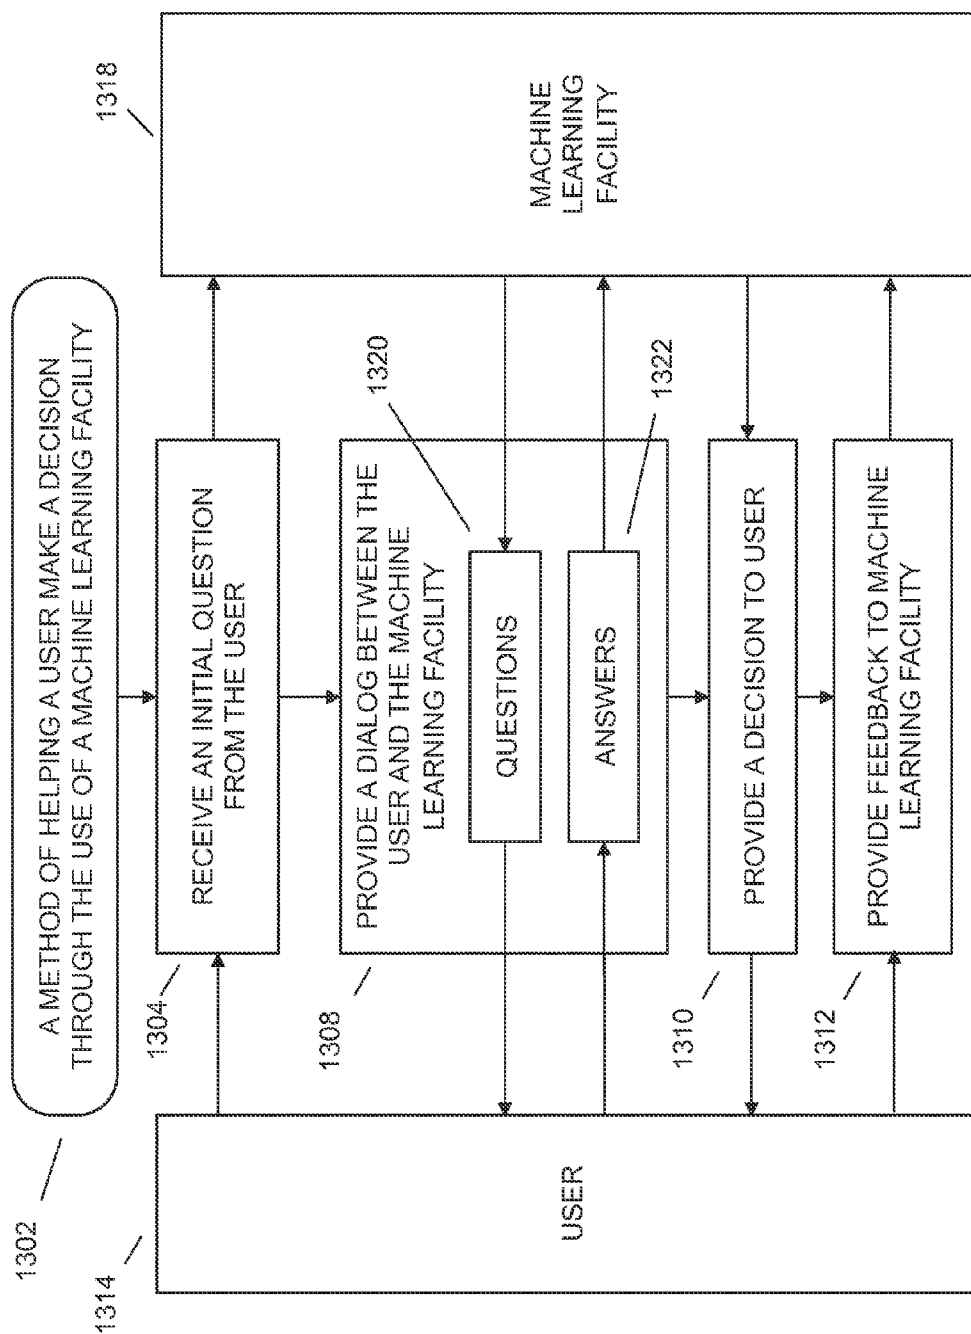 1302
A METHOD OF HELPING A USER MAKE A DECISION
THROUGH THE USE OF A MACHINE LEARNING FACILITY
1314
USER
1304
RECEIVE AN INITIAL QUESTION
FROM THE USER
1308
PROVIDE A DIALOG BETWEEN THE
USER AND THE MACHINE
LEARNING FACILITY
1320
QUESTIONS
1322
ANSWERS
1310
PROVIDE A DECISION TO USER
1312
PROVIDE FEEDBACK TO MACHINE
LEARNING FACILITY
1318
MACHINE
LEARNING
FACILITY